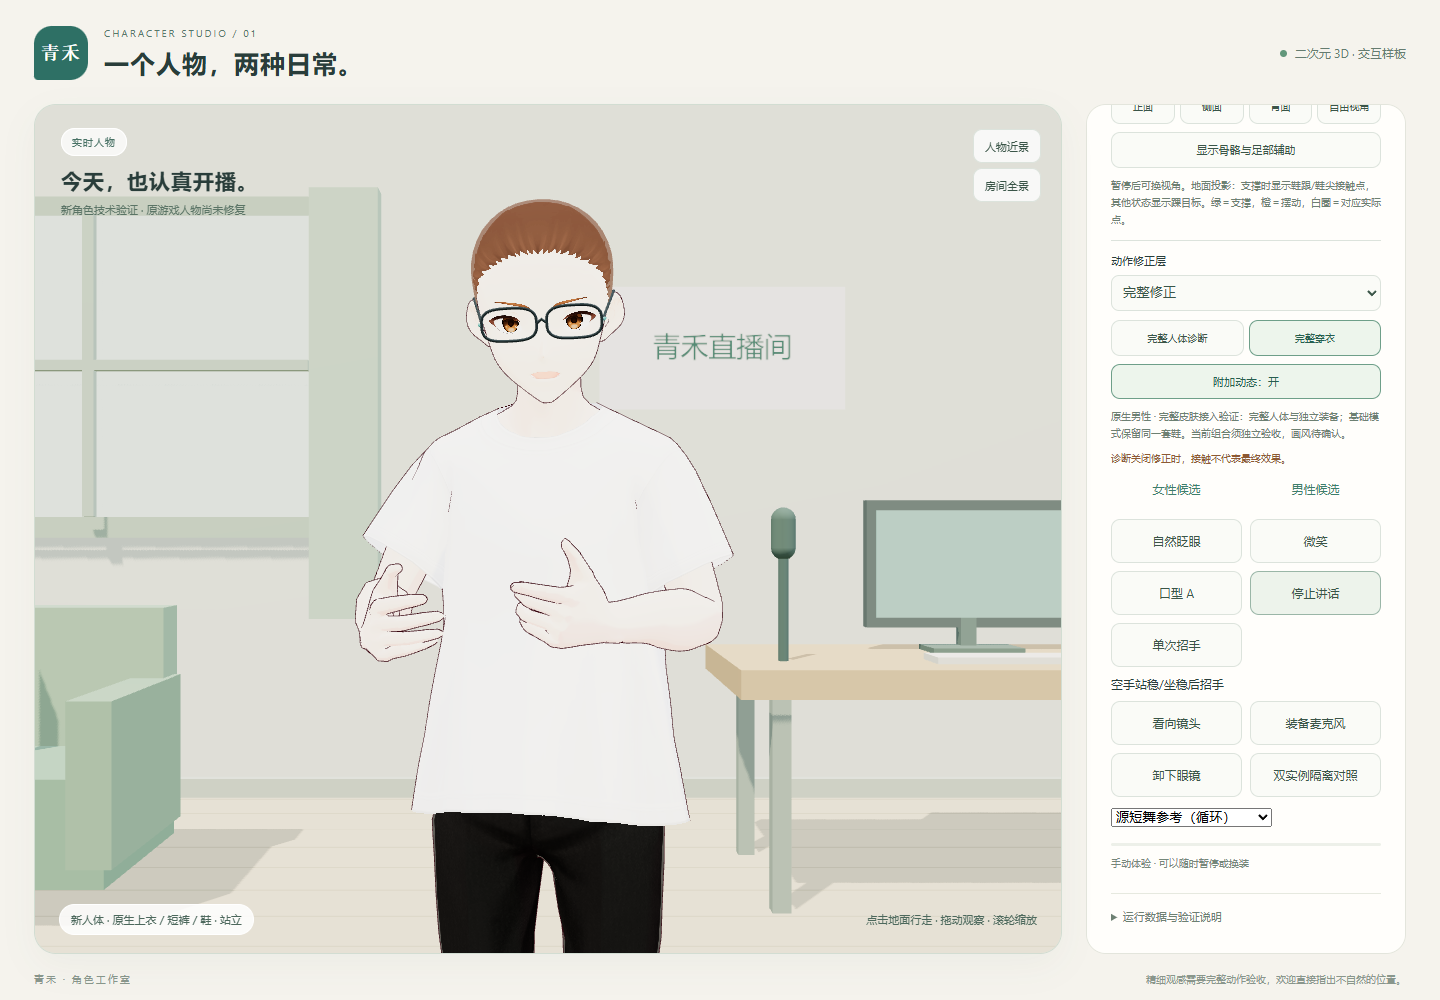 青禾
CHARACTER STUDIO / 01
一个人物，两种日常。
二次元 3D · 交互样板
实时人物
今天，也认真开播。
新角色技术验证 · 原游戏人物尚未修复
人物近景
房间全景
青禾直播间
新人体 · 原生上衣 / 短裤 / 鞋 · 站立
点击地面行走 · 拖动观察 · 滚轮缩放
正面
侧面
背面
自由视角
显示骨骼与足部辅助
暂停后可换视角。地面投影：支撑时显示鞋跟/鞋尖接触点，
其他状态显示踝目标。绿=支撑，橙=摆动，白圈=对应实际
点。
动作修正层
完整修正
完整人体诊断
完整穿衣
附加动态：开
原生男性 · 完整皮肤接入验证：完整人体与独立装备；基础模
式保留同一套鞋。当前组合须独立验收，画风待确认。
诊断关闭修正时，接触不代表最终效果。
女性候选
男性候选
自然眨眼
微笑
口型 A
停止讲话
单次招手
空手站稳/坐稳后招手
看向镜头
装备麦克风
卸下眼镜
双实例隔离对照
源短舞参考（循环）
手动体验 · 可以随时暂停或换装
运行数据与验证说明
青禾 · 角色工作室
精细观感需要完整动作验收，欢迎直接指出不自然的位置。